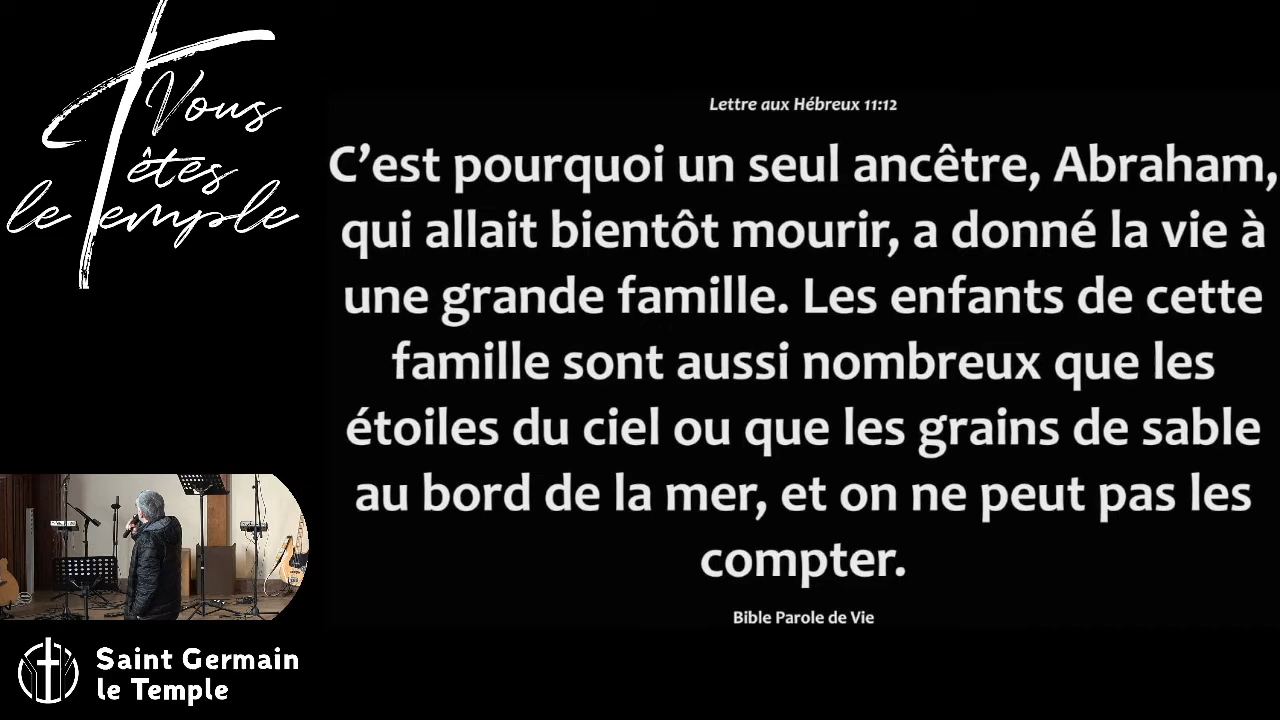 Vous
êtes
le Temple
Lettre aux Hébreux 11:12
C’est pourquoi un seul ancêtre, Abraham,
qui allait bientôt mourir, a donné la vie à
une grande famille. Les enfants de cette
famille sont aussi nombreux que les
étoiles du ciel ou que les grains de sable
au bord de la mer, et on ne peut pas les
compter.
Bible Parole de Vie
Saint Germain
le Temple